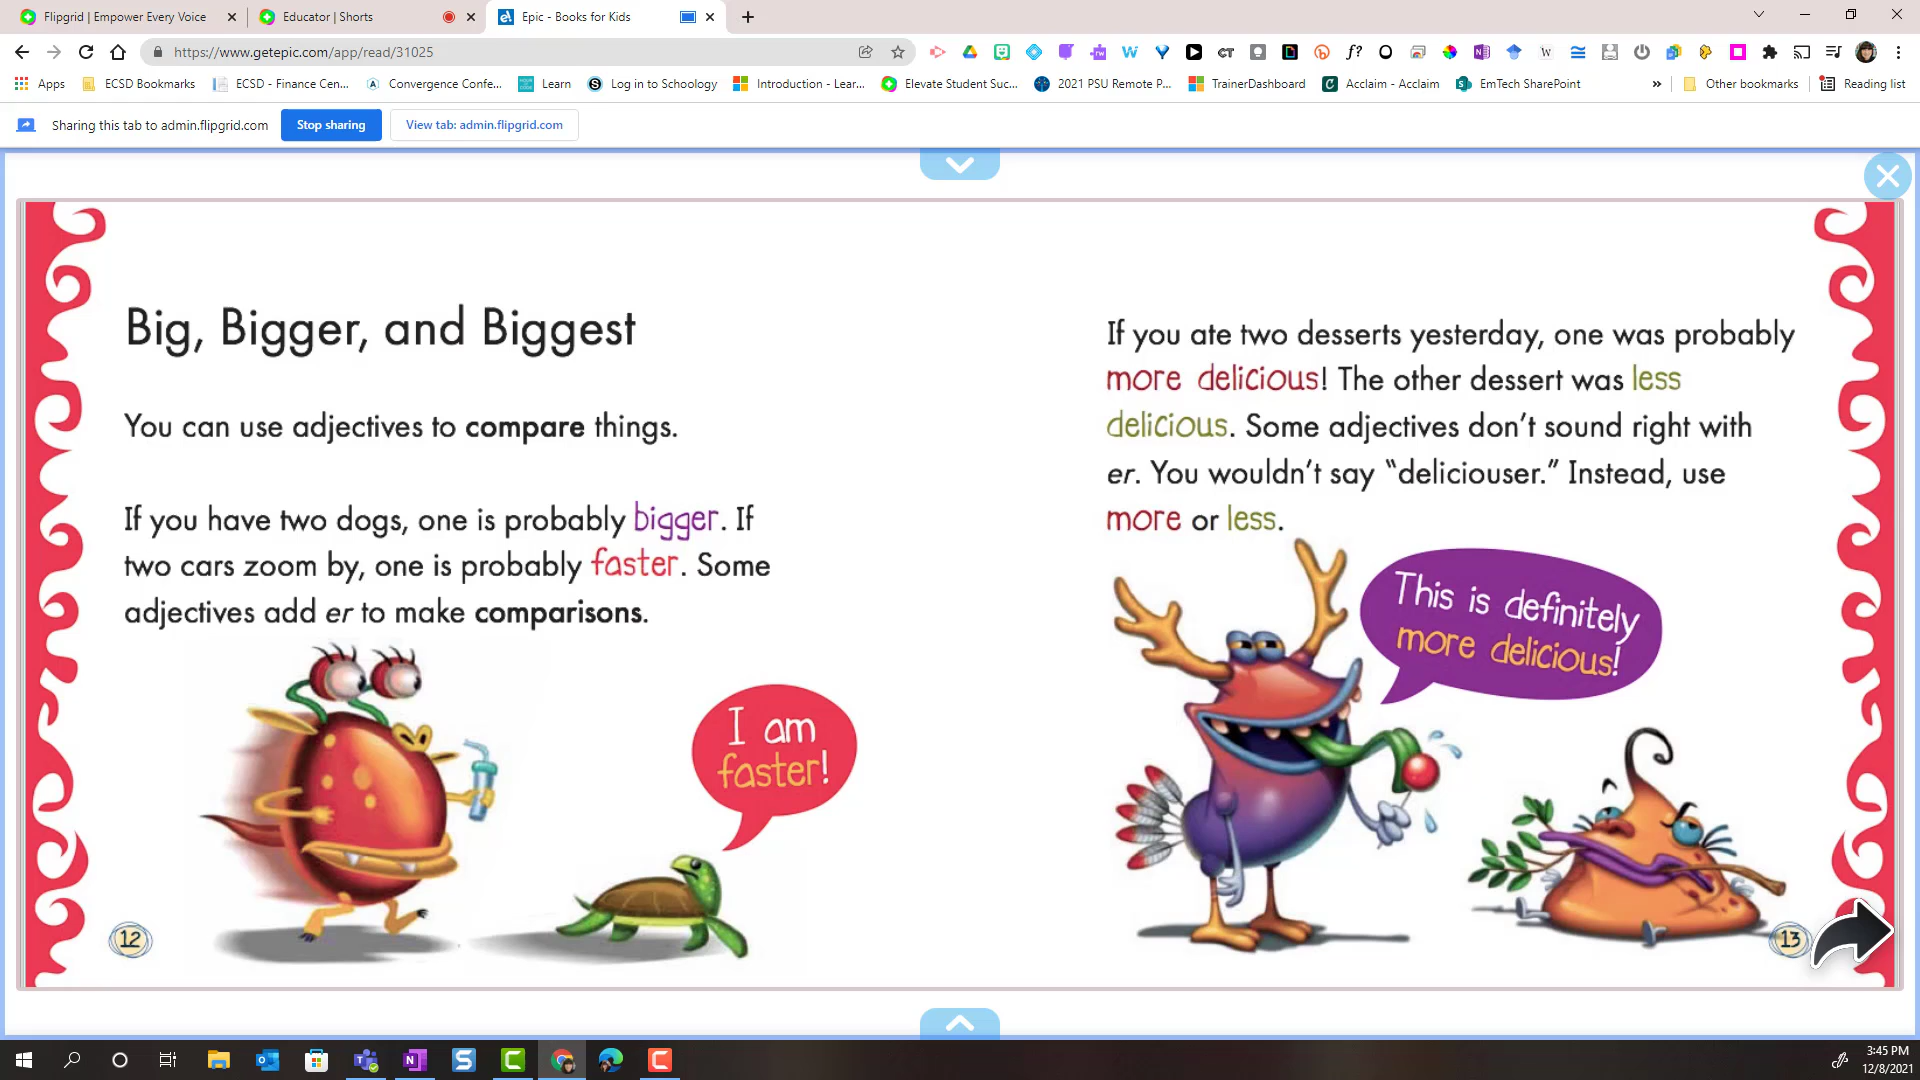 Flipgrid | Empower Every Voice
Educator | Shorts
Epic - Books for Kids
https://www.getepic.com/app/read/31025
Apps
ECSD Bookmarks
ECSD - Finance Cen...
Convergence Confe...
Learn
Log in to Schoology
Introduction - Lear...
Elevate Student Suc...
2021 PSU Remote P...
TrainerDashboard
Acclaim - Acclaim
EmTech SharePoint
»
Other bookmarks
Reading list
Sharing this tab to admin.flipgrid.com
Stop sharing
View tab: admin.flipgrid.com
Big, Bigger, and Biggest
You can use adjectives to compare things.
If you have two dogs, one is probably bigger. If
two cars zoom by, one is probably faster. Some
adjectives add er to make comparisons.
I am
faster!
12
If you ate two desserts yesterday, one was probably
more delicious! The other dessert was less
delicious. Some adjectives don't sound right with
er. You wouldn't say “deliciouser.” Instead, use
more or less.
This is definitely
more delicious!
13
3:45 PM
12/8/2021